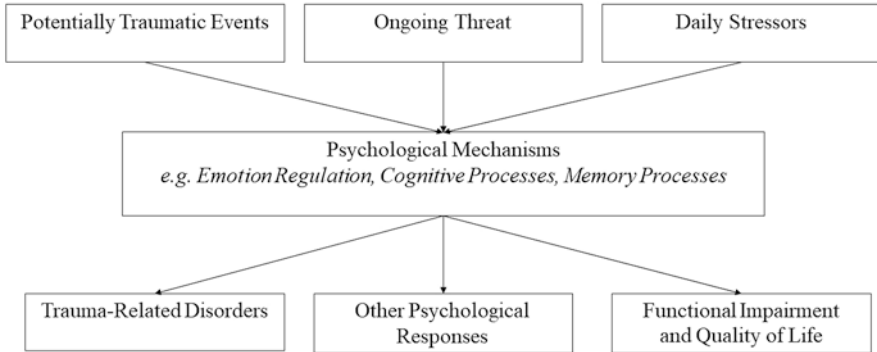 Potentially Traumatic Events
Ongoing Threat
Daily Stressors
Psychological Mechanisms
e.g. Emotion Regulation, Cognitive Processes, Memory Processes
Trauma-Related Disorders
Other Psychological
Responses
Functional Impairment
and Quality of Life